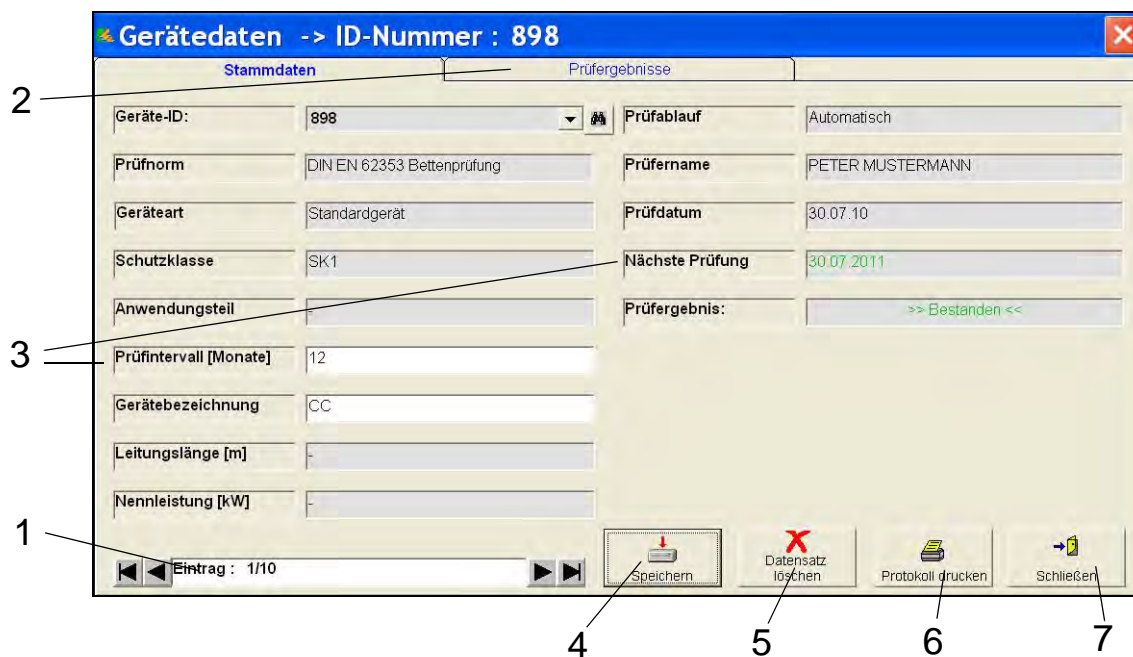 Gerätedaten -> ID-Nummer : 898
Stammdaten
Prüfergebnisse
2
Geräte-ID:
898
Prüfablauf
Automatisch
Prüfnorm
DIN EN 62353 Bettenprüfung
Prüfername
PETER MUSTERMANN
Geräteart
Standardgerät
Prüfdatum
30.07.10
Schutzklasse
SK1
Nächste Prüfung
30.07.2011
Anwendungsteil
-
Prüfergebnis:
>> Bestanden <<
3
Prüfintervall [Monate]
12
Gerätebezeichnung
CC
Leitungslänge [m]
-
Nennleistung [kW]
-
1
Eintrag : 1/10
Speichern
Datensatz
löschen
Protokoll drucken
Schließen
4
5
6
7